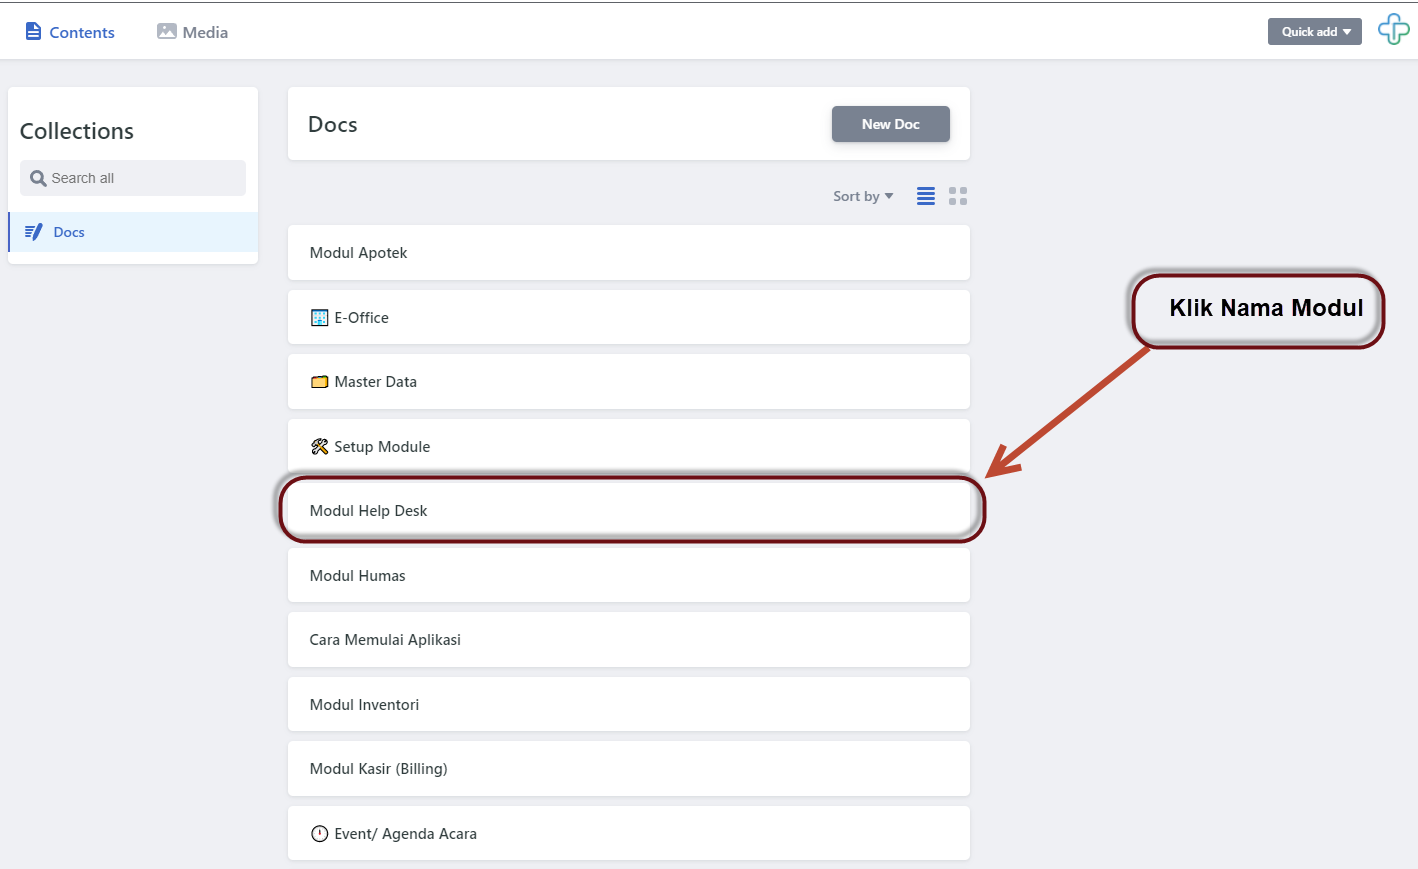 Contents
Media
Quick add
Collections
Search all
Docs
Docs
New Doc
Sort by
Modul Apotek
E-Office
Master Data
Setup Module
Modul Help Desk
Modul Humas
Cara Memulai Aplikasi
Modul Inventori
Modul Kasir (Billing)
Event/ Agenda Acara
Klik Nama Modul